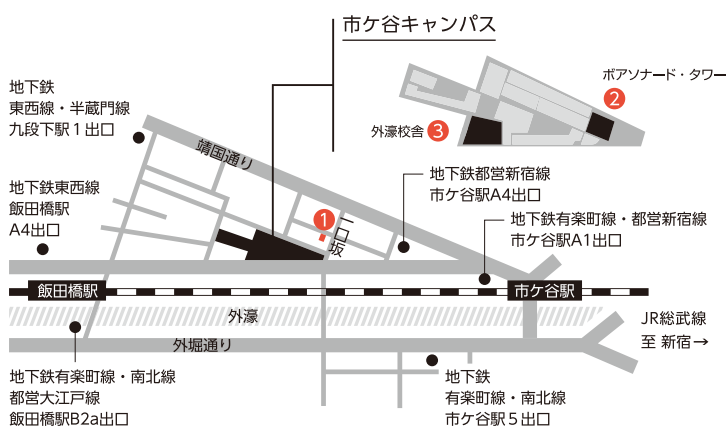 市ケ谷キャンパス
ボアソナード・タワー
2
外濠校舎 3
地下鉄
東西線・半蔵門線
九段下駅1出口
靖国通り
地下鉄東西線
飯田橋駅
A4出口
1
一口坂
地下鉄都営新宿線
市ケ谷駅A4出口
地下鉄有楽町線・都営新宿線
市ケ谷駅A1出口
飯田橋駅
市ケ谷駅
外濠
外堀通り
JR総武線
至 新宿→
地下鉄有楽町線・南北線
都営大江戸線
飯田橋駅B2a出口
地下鉄
有楽町線・南北線
市ケ谷駅5出口